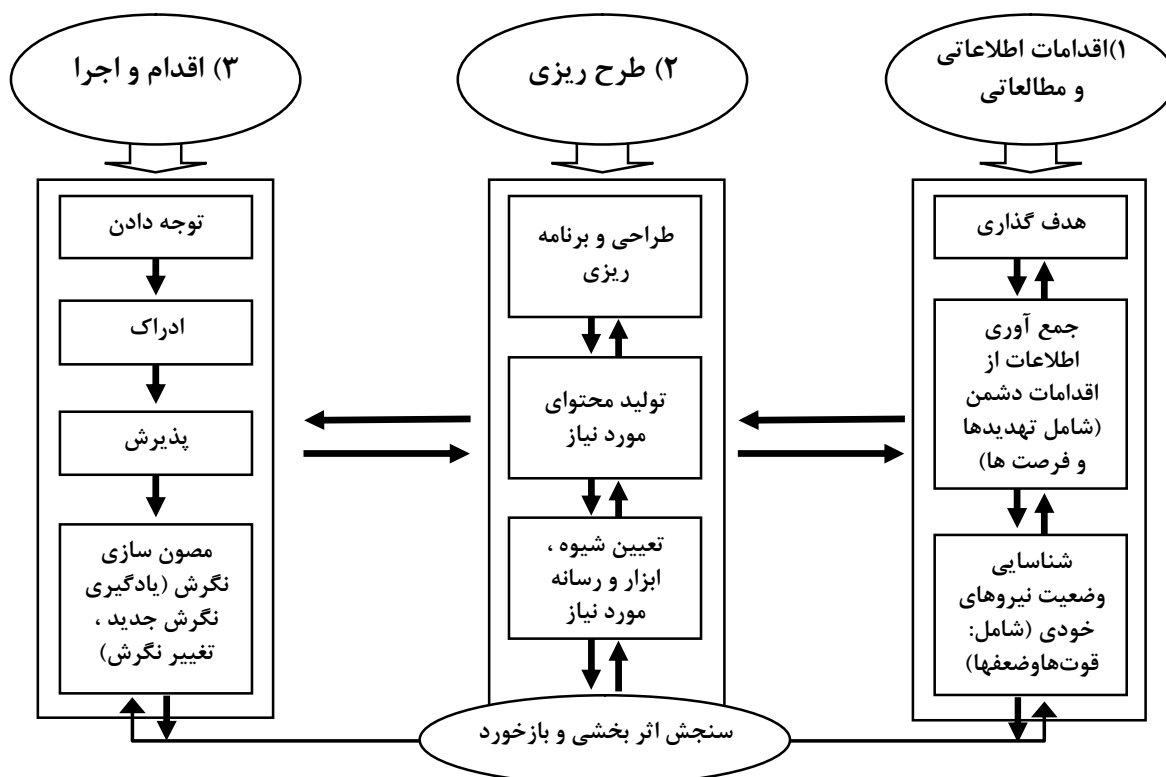 ۱)اقدامات اطلاعاتی
و مطالعاتی
هدف گذاری
جمع آوری
اطلاعات از
اقدامات دشمن
(شامل تهدیدها
و فرصت ها)
شناسایی
وضعیت نیروهای
خودی (شامل:
قوت‌هاوضعفها)
۲) طرح ریزی
طراحی و برنامه
ریزی
تولید محتوای
مورد نیاز
تعیین شیوه ،
ابزار و رسانه
مورد نیاز
۳) اقدام و اجرا
توجه دادن
ادراک
پذیرش
مصون سازی
نگرش (یادگیری
نگرش جدید ،
تغییر نگرش)
سنجش اثر بخشی و بازخورد